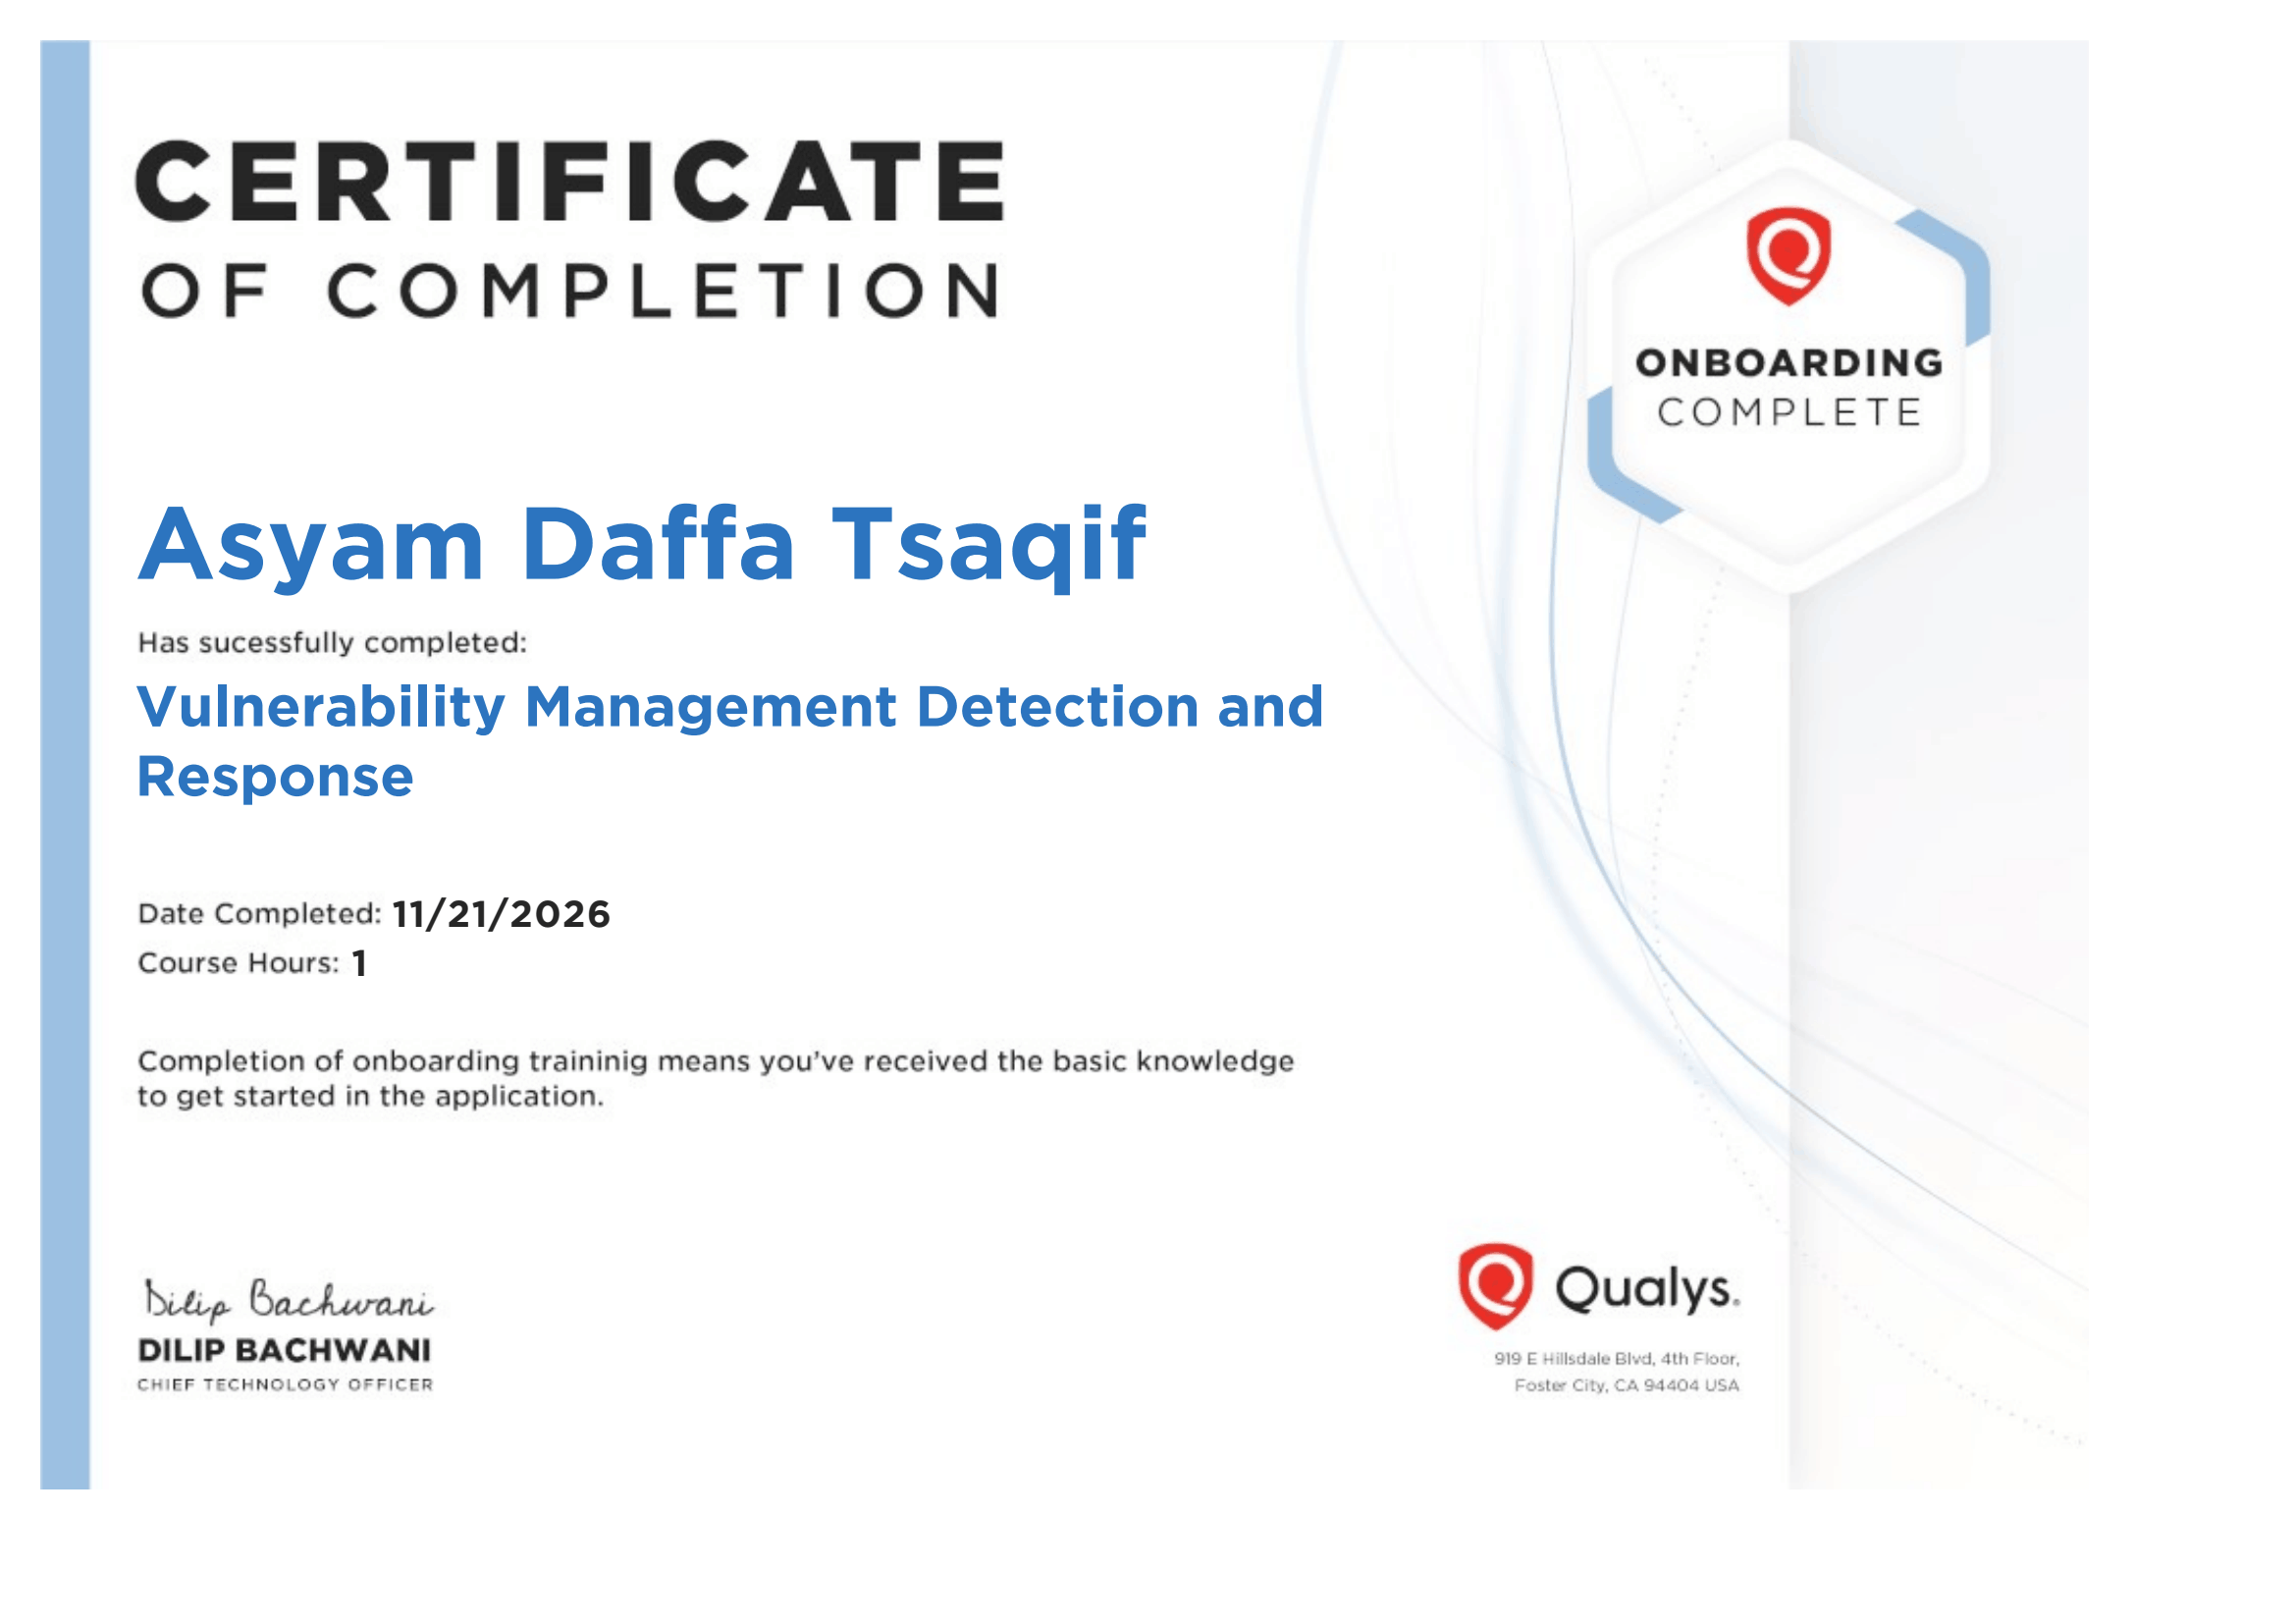 CERTIFICATE
OF COMPLETION
ONBOARDING
COMPLETE
Asyam Daffa Tsaqif
Has sucessfully completed:
Vulnerability Management Detection and
Response
Date Completed: 11/21/2026
Course Hours: 1
Completion of onboarding traininig means you've received the basic knowledge
to get started in the application.
Dilip Bachwani
DILIP BACHWANI
CHIEF TECHNOLOGY OFFICER
Qualys.
919 E Hillsdale Blvd, 4th Floor,
Foster City, CA 94404 USA